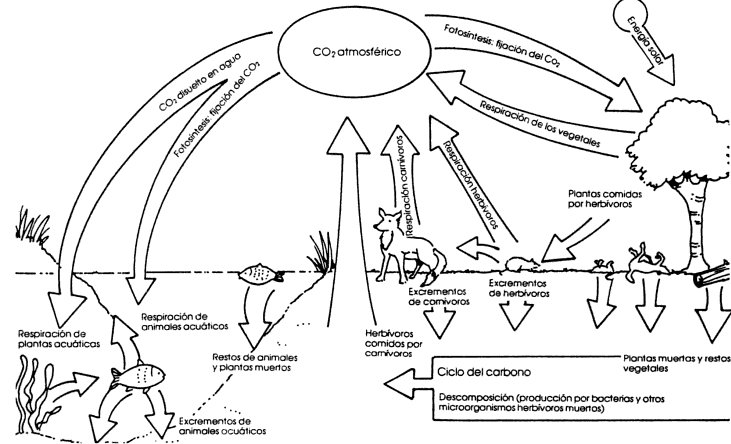 CO₂ atmosférico
Fotosíntesis: fijación del CO₂
Energía solar
CO₂ disuelto en agua
Fotosíntesis: fijación del CO₂
Respiración de los vegetales
Respiración carnívoros
Respiración herbívoros
Plantas comidas
por herbívoros
Excrementos
de carnívoros
Excrementos
de herbívoros
Respiración de
plantas acuáticas
Respiración de
animales acuáticos
Restos de animales
y plantas muertos
Herbívoros
comidos por
carnívoros
Plantas muertas y restos
vegetales
Ciclo del carbono
Descomposición (producción por bacterias y otros
microorganismos herbívoros muertos)
Excrementos de
animales acuáticos